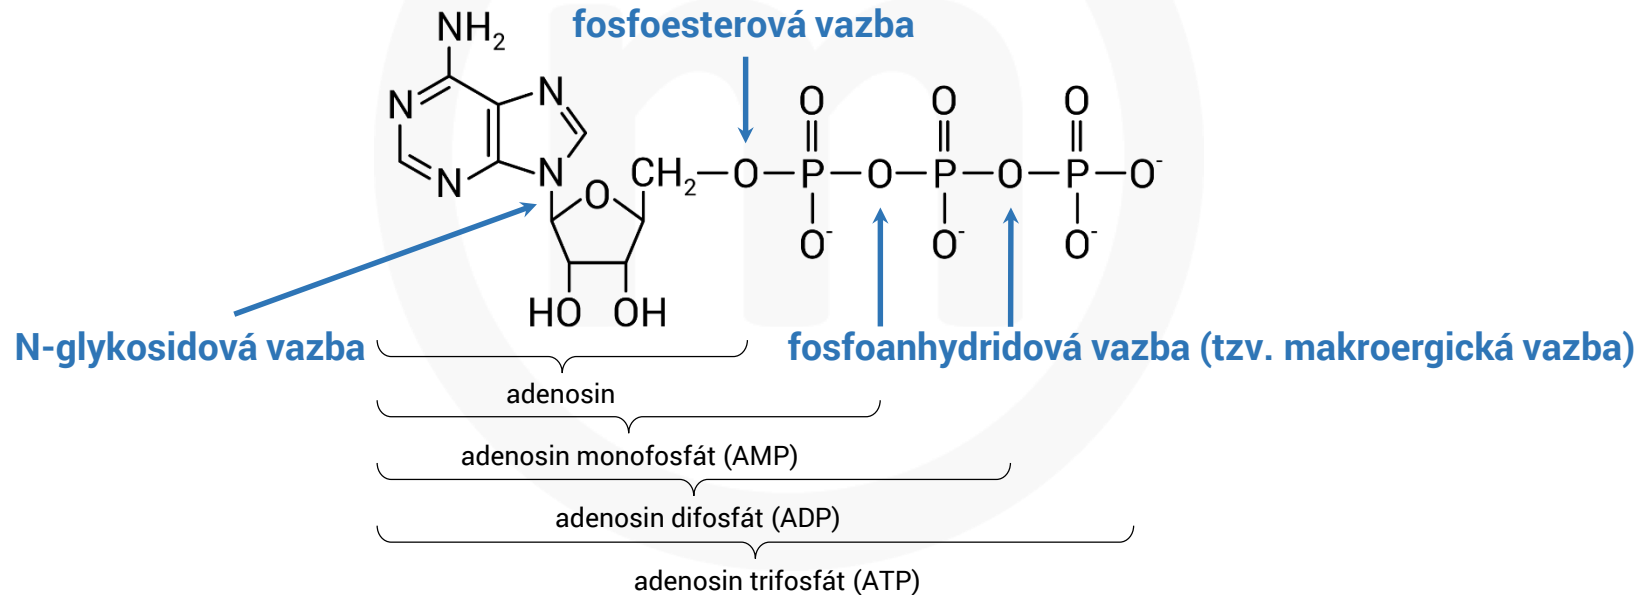 fosfoesterová vazba
NH2
N
N
N
N
O
O
O
CH2
O
P
O
P
O
P
O-
O
O-
O-
O-
HO
OH
N-glykosidová vazba
fosfoanhydridová vazba (tzv. makroergická vazba)
adenosin
adenosin monofosfát (AMP)
adenosin difosfát (ADP)
adenosin trifosfát (ATP)